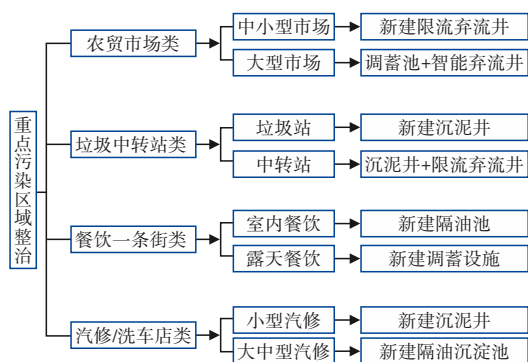 重点污染区域整治
农贸市场类
中小型市场
新建限流弃流井
大型市场
调蓄池+智能弃流井
垃圾中转站类
垃圾站
新建沉泥井
中转站
沉泥井+限流弃流井
餐饮一条街类
室内餐饮
新建隔油池
露天餐饮
新建调蓄设施
汽修/洗车店类
小型汽修
新建沉泥井
大中型汽修
新建隔油沉淀池